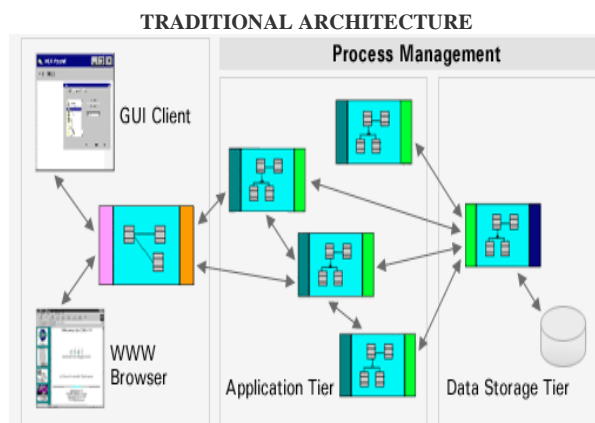 TRADITIONAL ARCHITECTURE
Process Management
GUI Client
WWW
Browser
Application Tier
Data Storage Tier